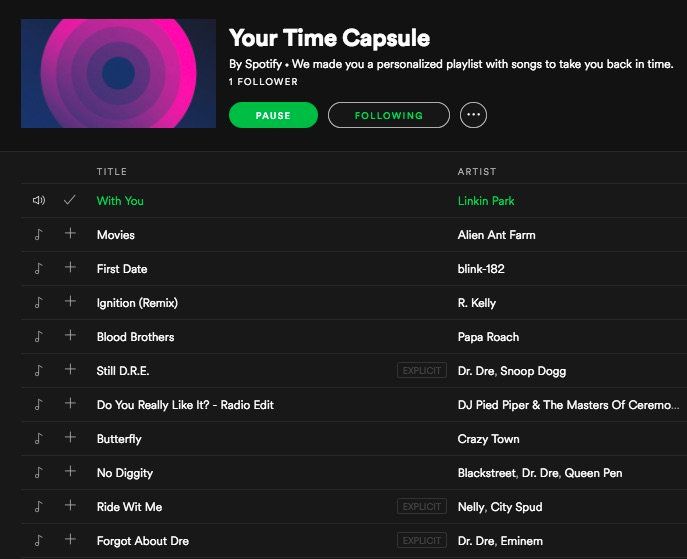 Your Time Capsule
By Spotify • We made you a personalized playlist with songs to take you back in time.
1 FOLLOWER
PAUSE FOLLOWING
TITLE ARTIST
With You Linkin Park
Movies Alien Ant Farm
First Date blink-182
Ignition (Remix) R. Kelly
Blood Brothers Papa Roach
Still D.R.E. EXPLICIT Dr. Dre, Snoop Dogg
Do You Really Like It? - Radio Edit DJ Pied Piper & The Masters Of Ceremo...
Butterfly Crazy Town
No Diggity Blackstreet, Dr. Dre, Queen Pen
Ride Wit Me EXPLICIT Nelly, City Spud
Forgot About Dre EXPLICIT Dr. Dre, Eminem